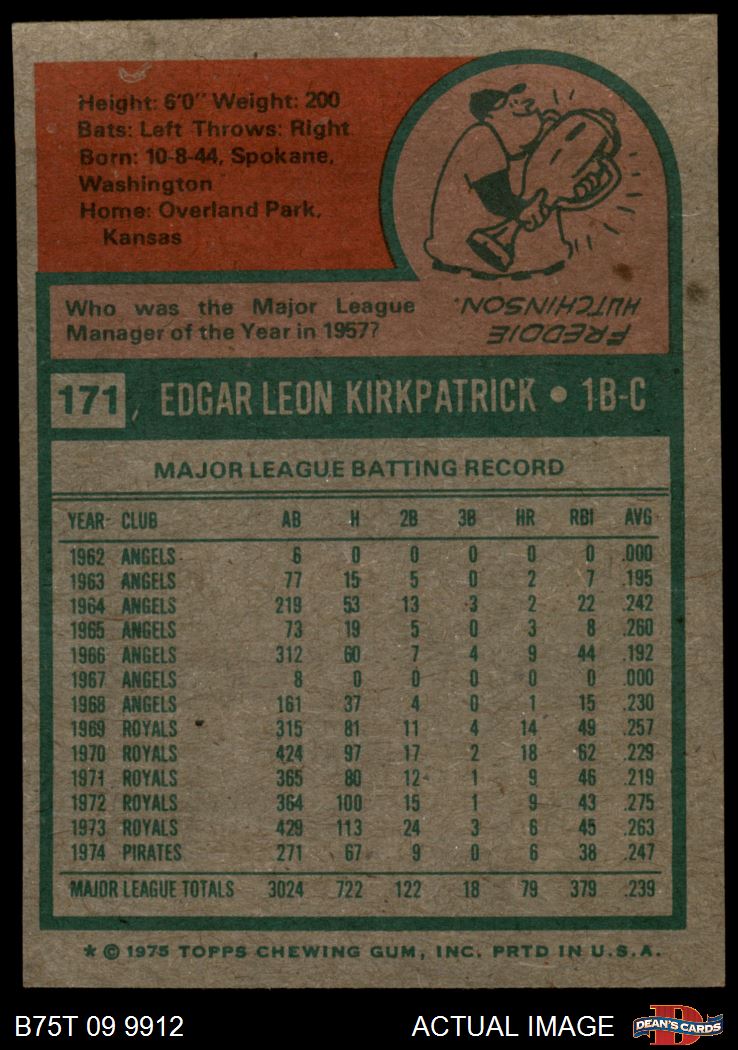 Height: 6'0" Weight: 200
Bats: Left Throws: Right
Born: 10-8-44, Spokane,
Washington
Home: Overland Park,
Kansas
Who was the Major League
Manager of the Year in 1957?
FREDDIE
HUTCHINSON.
171 EDGAR LEON KIRKPATRICK • 1B-C
MAJOR LEAGUE BATTING RECORD
YEAR CLUB AB H 2B 3B HR RBI AVG
1962 ANGELS 6 0 0 0 0 0 .000
1963 ANGELS 77 15 5 0 2 7 .195
1964 ANGELS 219 53 13 3 2 22 .242
1965 ANGELS 73 19 5 0 3 8 .260
1966 ANGELS 312 60 7 4 9 44 .192
1967 ANGELS 8 0 0 0 0 0 .000
1968 ANGELS 161 37 4 0 1 15 .230
1969 ROYALS 315 81 11 4 14 49 .257
1970 ROYALS 424 97 17 2 18 62 .229
1971 ROYALS 365 80 12 1 9 46 .219
1972 ROYALS 364 100 15 1 9 43 .275
1973 ROYALS 429 113 24 3 6 45 .263
1974 PIRATES 271 67 9 0 6 38 .247
MAJOR LEAGUE TOTALS 3024 722 122 18 79 379 .239
* © 1975 TOPPS CHEWING GUM, INC. PRTD IN U.S.A.
B75T 09 9912 ACTUAL IMAGE DEAN'S CARDS